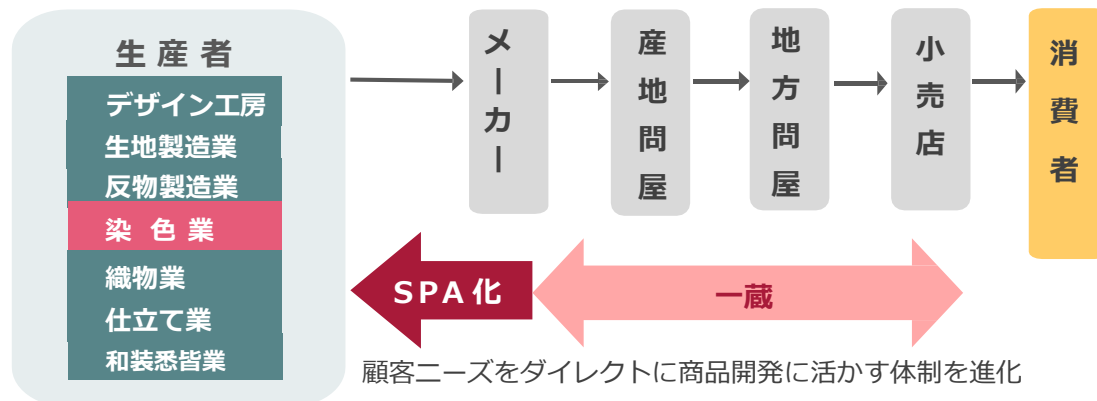 生産者
デザイン工房
生地製造業
反物製造業
染色業
織物業
仕立て業
和装悉皆業
メーカー
産地問屋
地方問屋
小売店
消費者
SPA化
一蔵
顧客ニーズをダイレクトに商品開発に活かす体制を進化